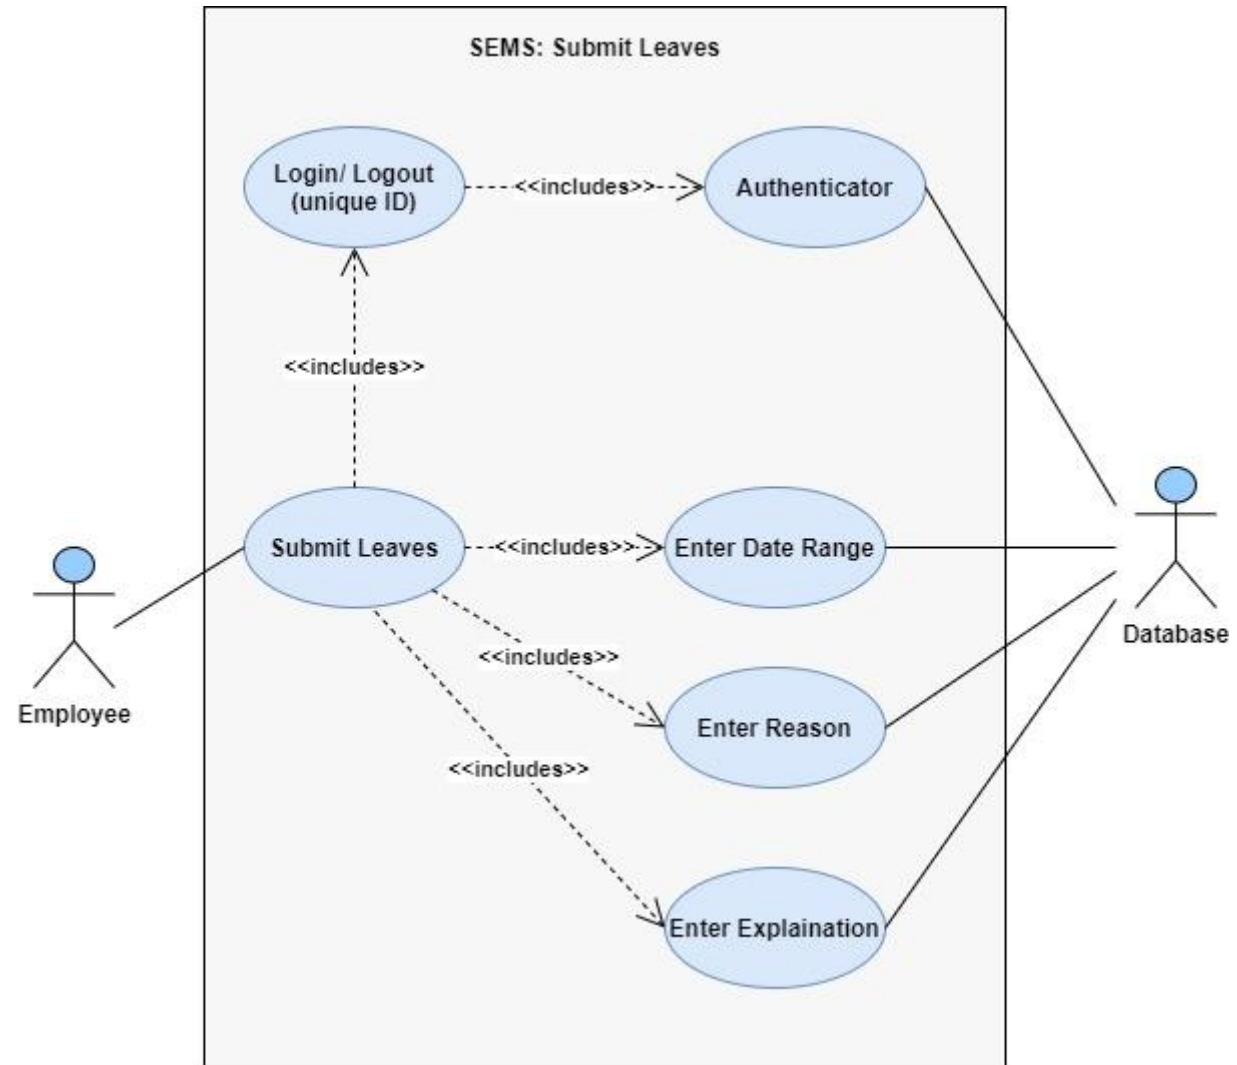 SEMS: Submit Leaves
Login/ Logout
(unique ID)
<<includes>>
Authenticator
<<includes>>
Submit Leaves
<<includes>>
Enter Date Range
<<includes>>
Enter Reason
<<includes>>
Enter Explaination
Employee
Database